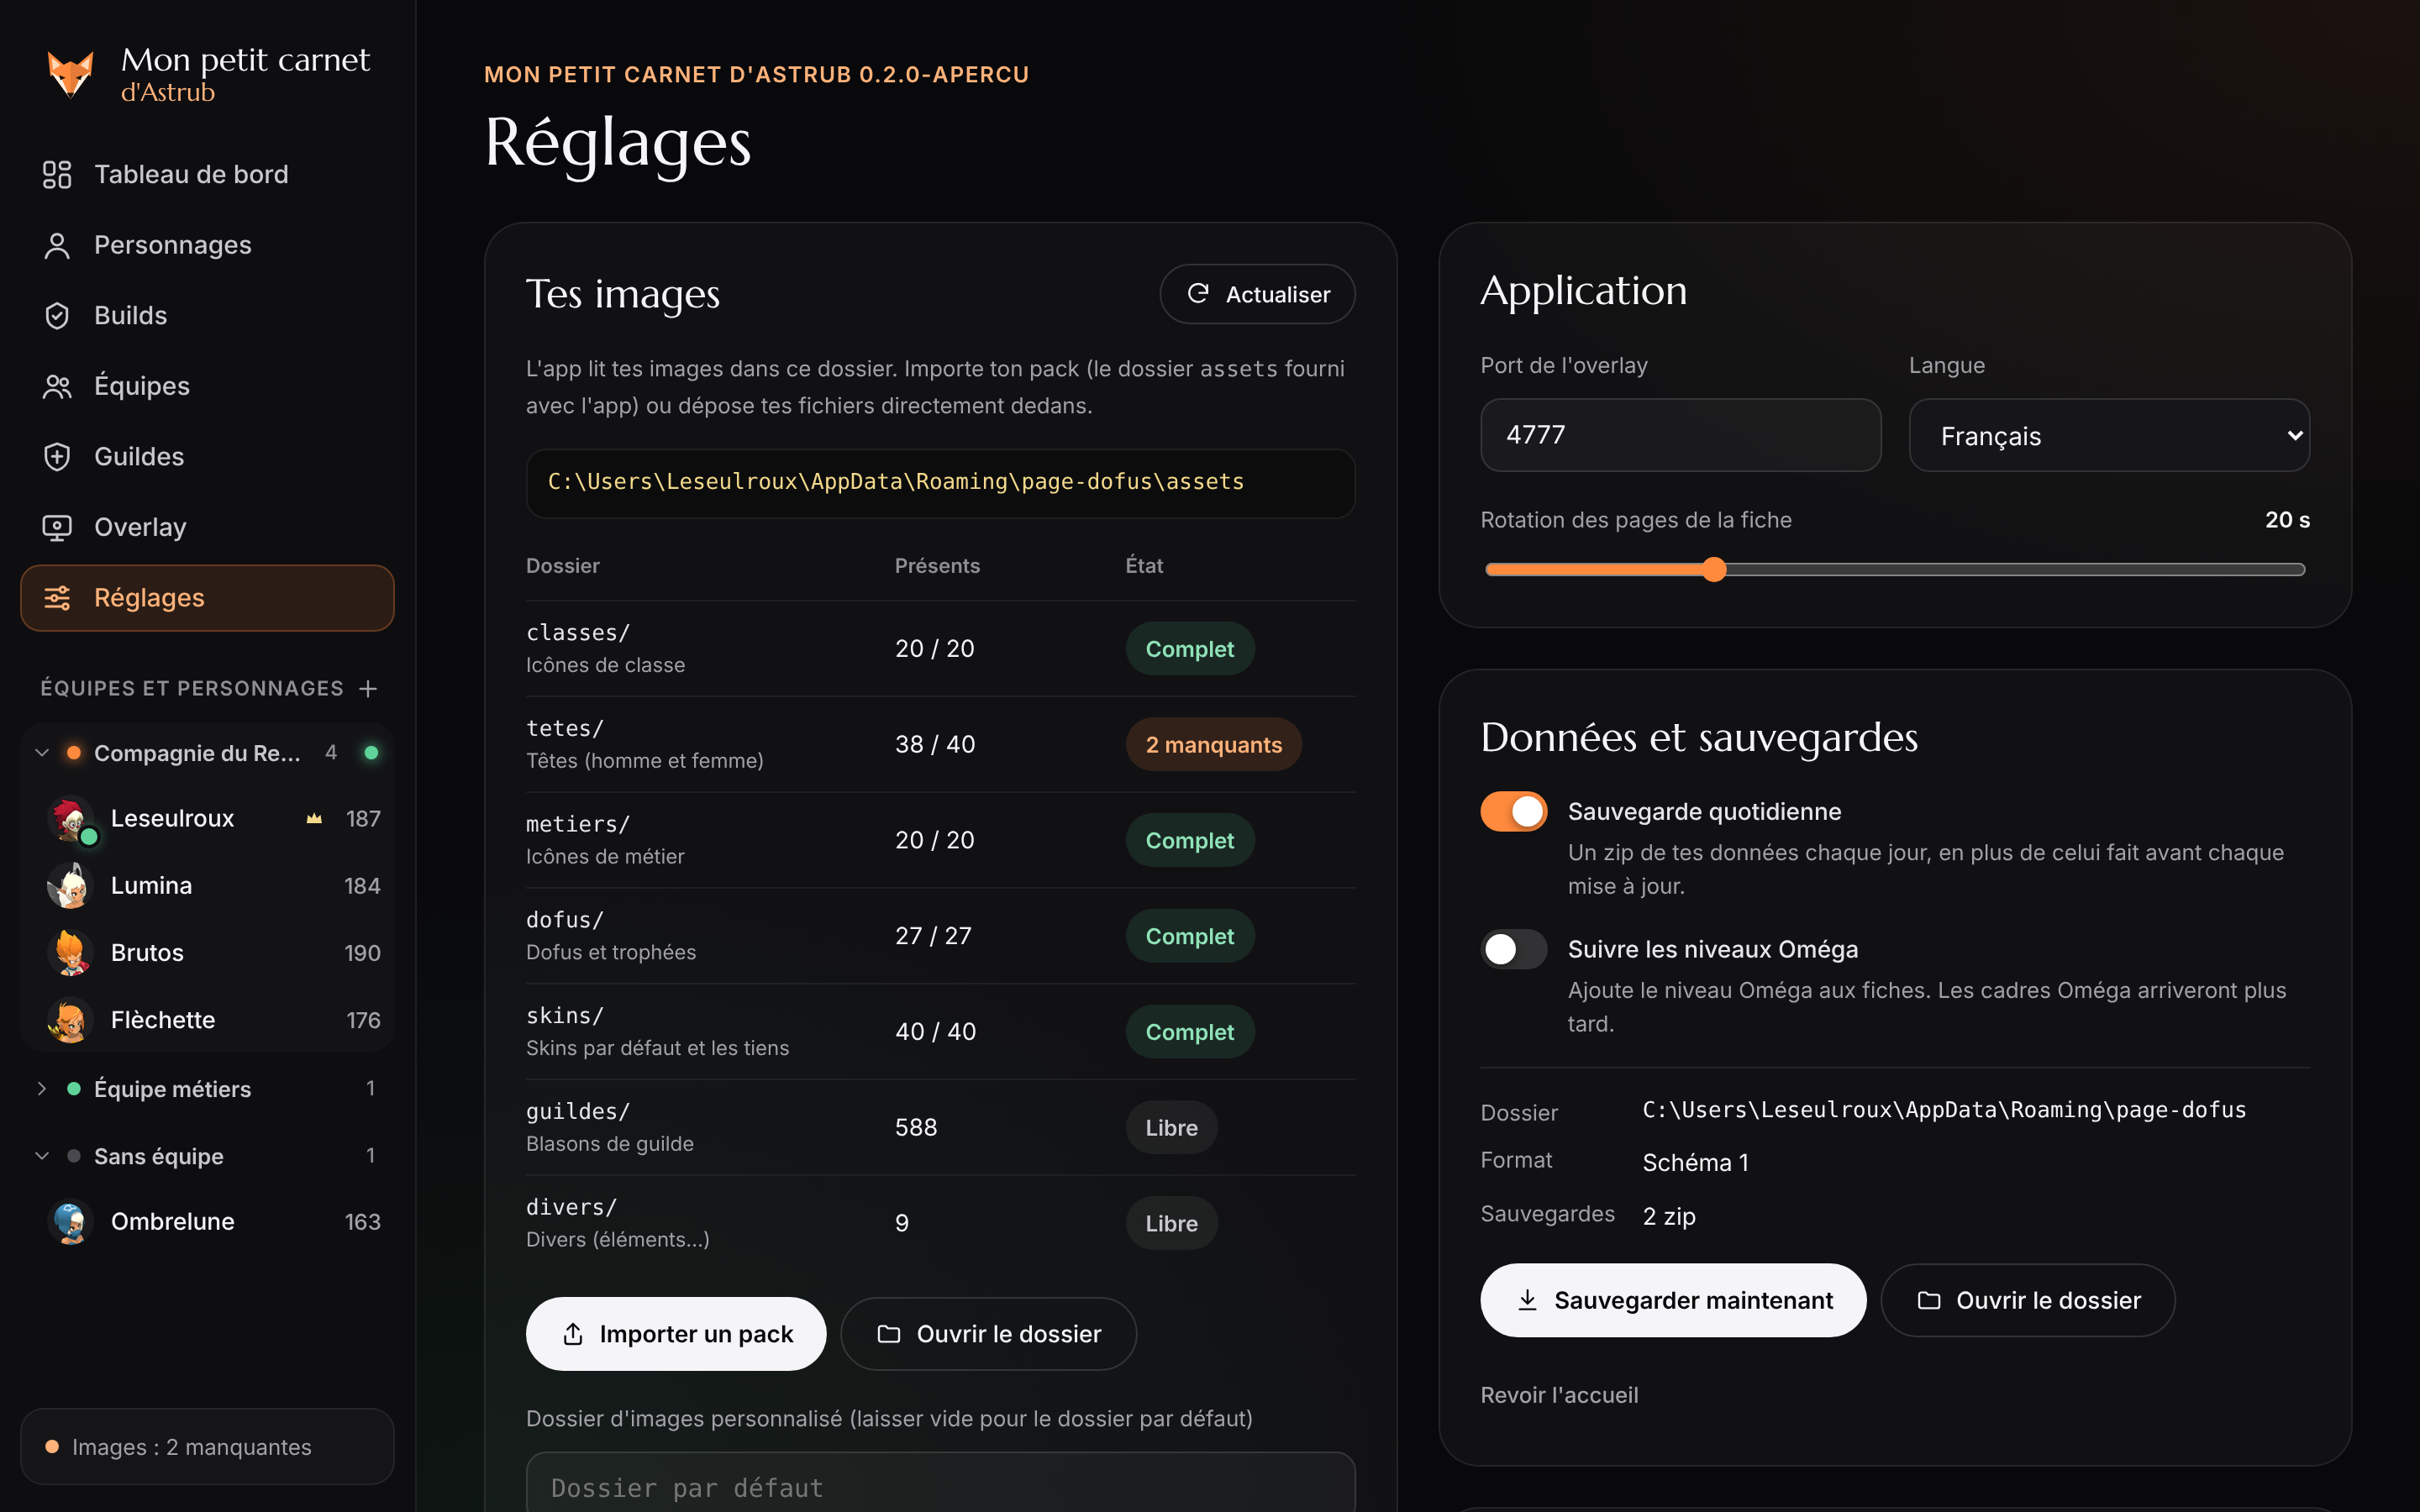 Mon petit carnet
d'Astrub
Tableau de bord
Personnages
Builds
Équipes
Guildes
Overlay
Réglages
ÉQUIPES ET PERSONNAGES
Compagnie du Re... 4
Leseulroux 187
Lumina 184
Brutos 190
Flèchette 176
Équipe métiers 1
Sans équipe 1
Ombrelune 163
Images : 2 manquantes
MON PETIT CARNET D'ASTRUB 0.2.0-APERCU
Réglages
Tes images
Actualiser
L'app lit tes images dans ce dossier. Importe ton pack (le dossier assets fourni
avec l'app) ou dépose tes fichiers directement dedans.
C:\Users\Leseulroux\AppData\Roaming\page-dofus\assets
Dossier Présents État
classes/
Icônes de classe
20 / 20
Complet
tetes/
Têtes (homme et femme)
38 / 40
2 manquants
metiers/
Icônes de métier
20 / 20
Complet
dofus/
Dofus et trophées
27 / 27
Complet
skins/
Skins par défaut et les tiens
40 / 40
Complet
guildes/
Blasons de guilde
588
Libre
divers/
Divers (éléments...)
9
Libre
Importer un pack
Ouvrir le dossier
Dossier d'images personnalisé (laisser vide pour le dossier par défaut)
Dossier par défaut
Application
Port de l'overlay
4777
Langue
Français
Rotation des pages de la fiche 20 s
Données et sauvegardes
Sauvegarde quotidienne
Un zip de tes données chaque jour, en plus de celui fait avant chaque
mise à jour.
Suivre les niveaux Oméga
Ajoute le niveau Oméga aux fiches. Les cadres Oméga arriveront plus
tard.
Dossier C:\Users\Leseulroux\AppData\Roaming\page-dofus
Format Schéma 1
Sauvegardes 2 zip
Sauvegarder maintenant
Ouvrir le dossier
Revoir l'accueil